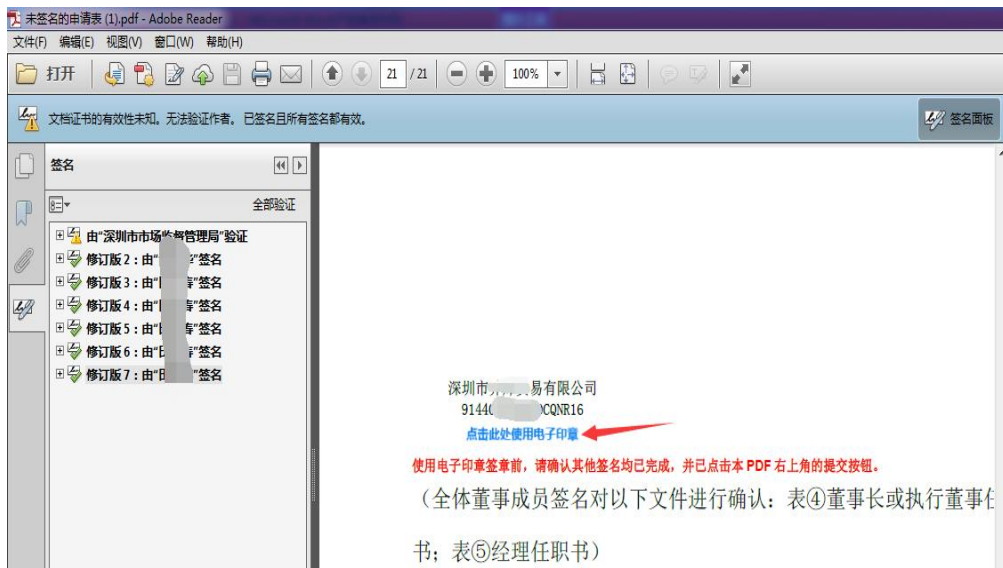 未签名的申请表 (1).pdf - Adobe Reader
文件(F) 编辑(E) 视图(V) 窗口(W) 帮助(H)
打开 21 / 21 100%
文档证书的有效性未知。无法验证作者。 已签名且所有签名都有效。
签名面板
签名
全部验证
由"深圳市市场监督管理局"验证
修订版 2：由" "签名
修订版 3：由" 春"签名
修订版 4：由" 春"签名
修订版 5：由" 春"签名
修订版 6：由"日 "签名
修订版 7：由"日 "签名
深圳市 易有限公司
9144 CQNR16
点击此处使用电子印章
使用电子印章签章前，请确认其他签名均已完成，并已点击本 PDF 右上角的提交按钮。
（全体董事成员签名对以下文件进行确认：表④董事长或执行董事任
书；表⑤经理任职书）